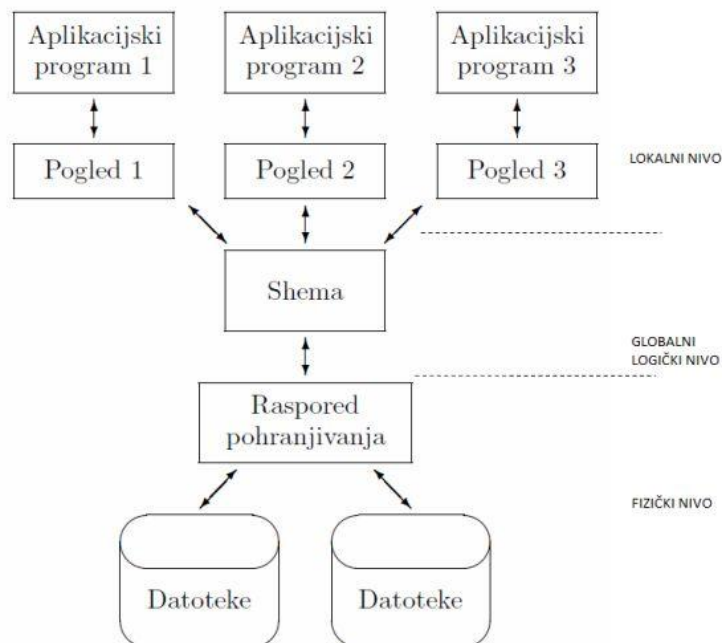 Aplikacijski
program 1
Aplikacijski
program 2
Aplikacijski
program 3
Pogled 1
Pogled 2
Pogled 3
LOKALNI NIVO
Shema
GLOBALNI
LOGIČKI NIVO
Raspored
pohranjivanja
FIZIČKI NIVO
Datoteke
Datoteke